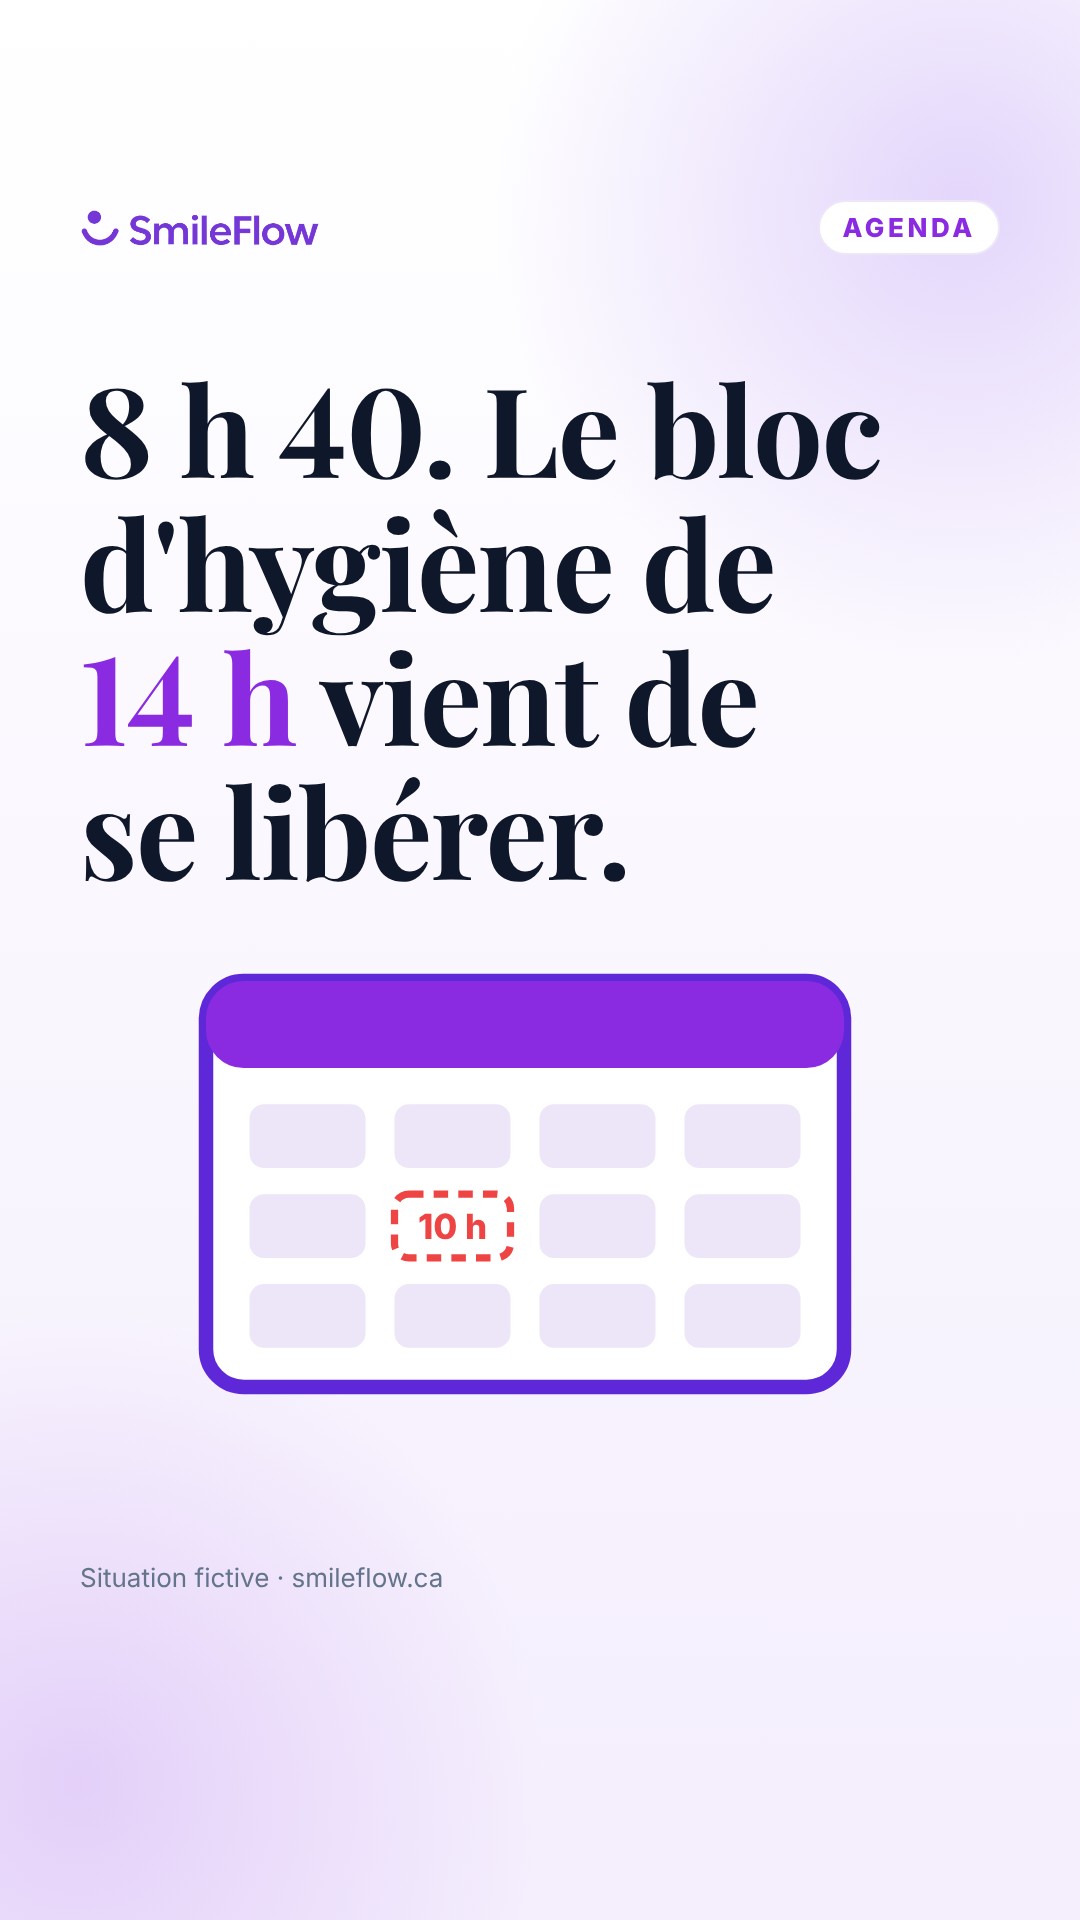 SmileFlow
AGENDA
8 h 40. Le bloc
d'hygiène de
14 h vient de
se libérer.
10 h
Situation fictive · smileflow.ca